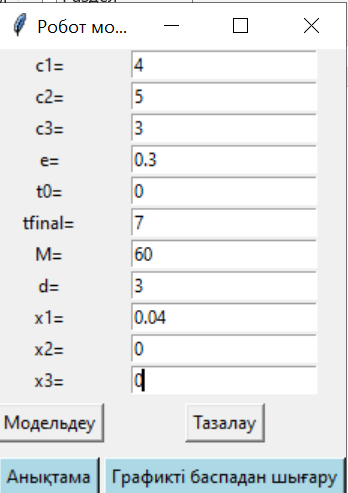 Робот мо...
c1= 4
c2= 5
c3= 3
e= 0.3
t0= 0
tfinal= 7
M= 60
d= 3
x1= 0.04
x2= 0
x3= 0
Модельдеу Тазалау
Анықтама Графикті баспадан шығару